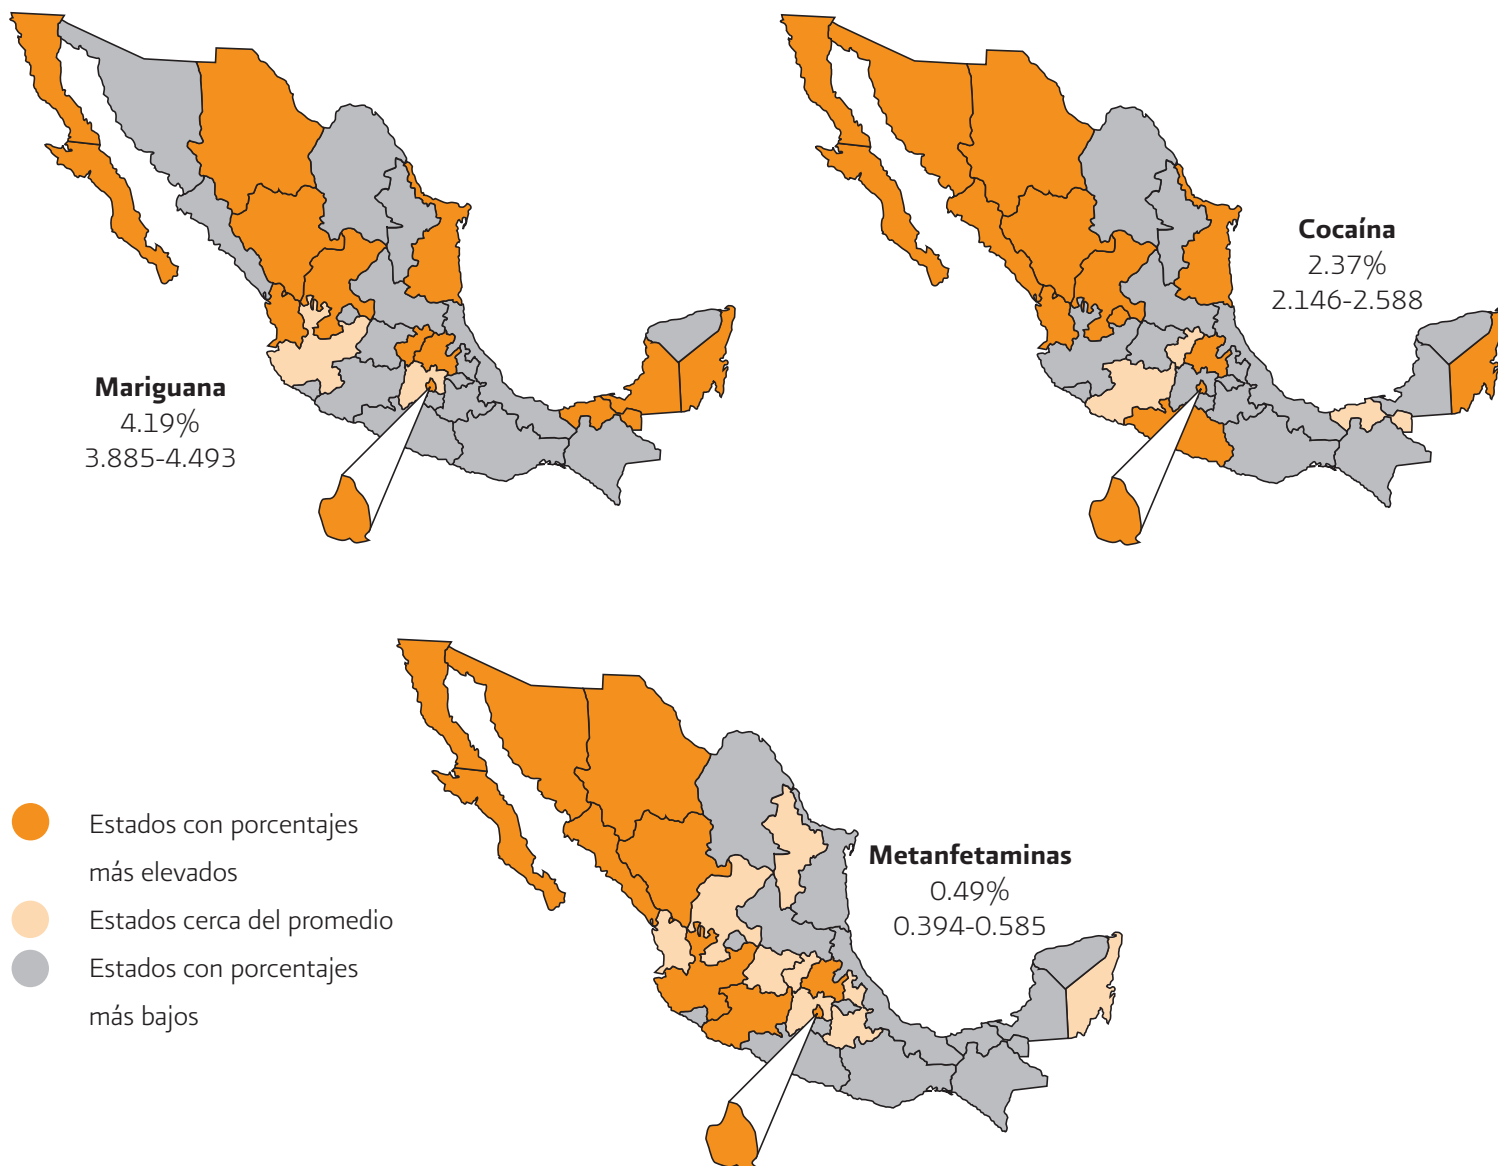 Cocaína
2.37%
2.146-2.588
Mariguana
4.19%
3.885-4.493
Estados con porcentajes
más elevados
Estados cerca del promedio
Estados con porcentajes
más bajos
Metanfetaminas
0.49%
0.394-0.585